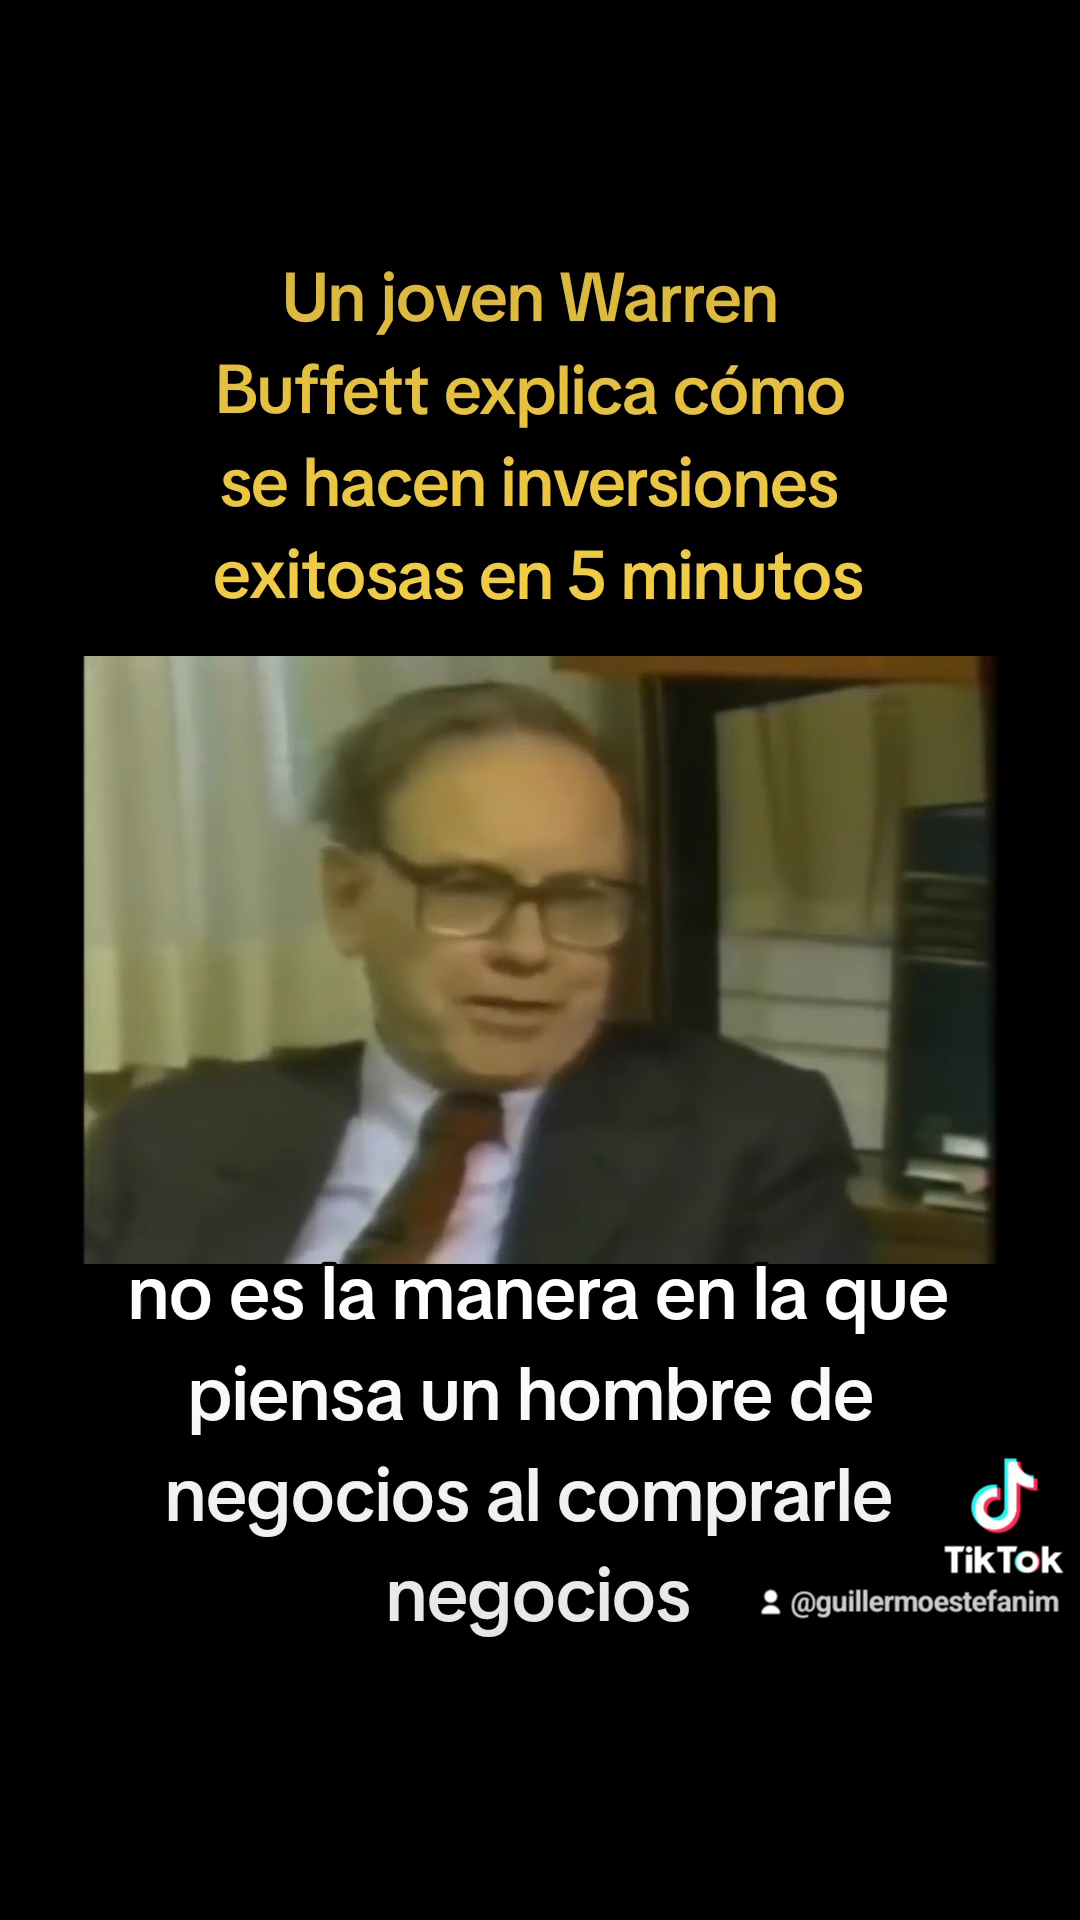 Un joven Warren
Buffett explica cómo
se hacen inversiones
exitosas en 5 minutos
no es la manera en la que
piensa un hombre de
negocios al comprarle
negocios
TikTok
@guillermoestefanim